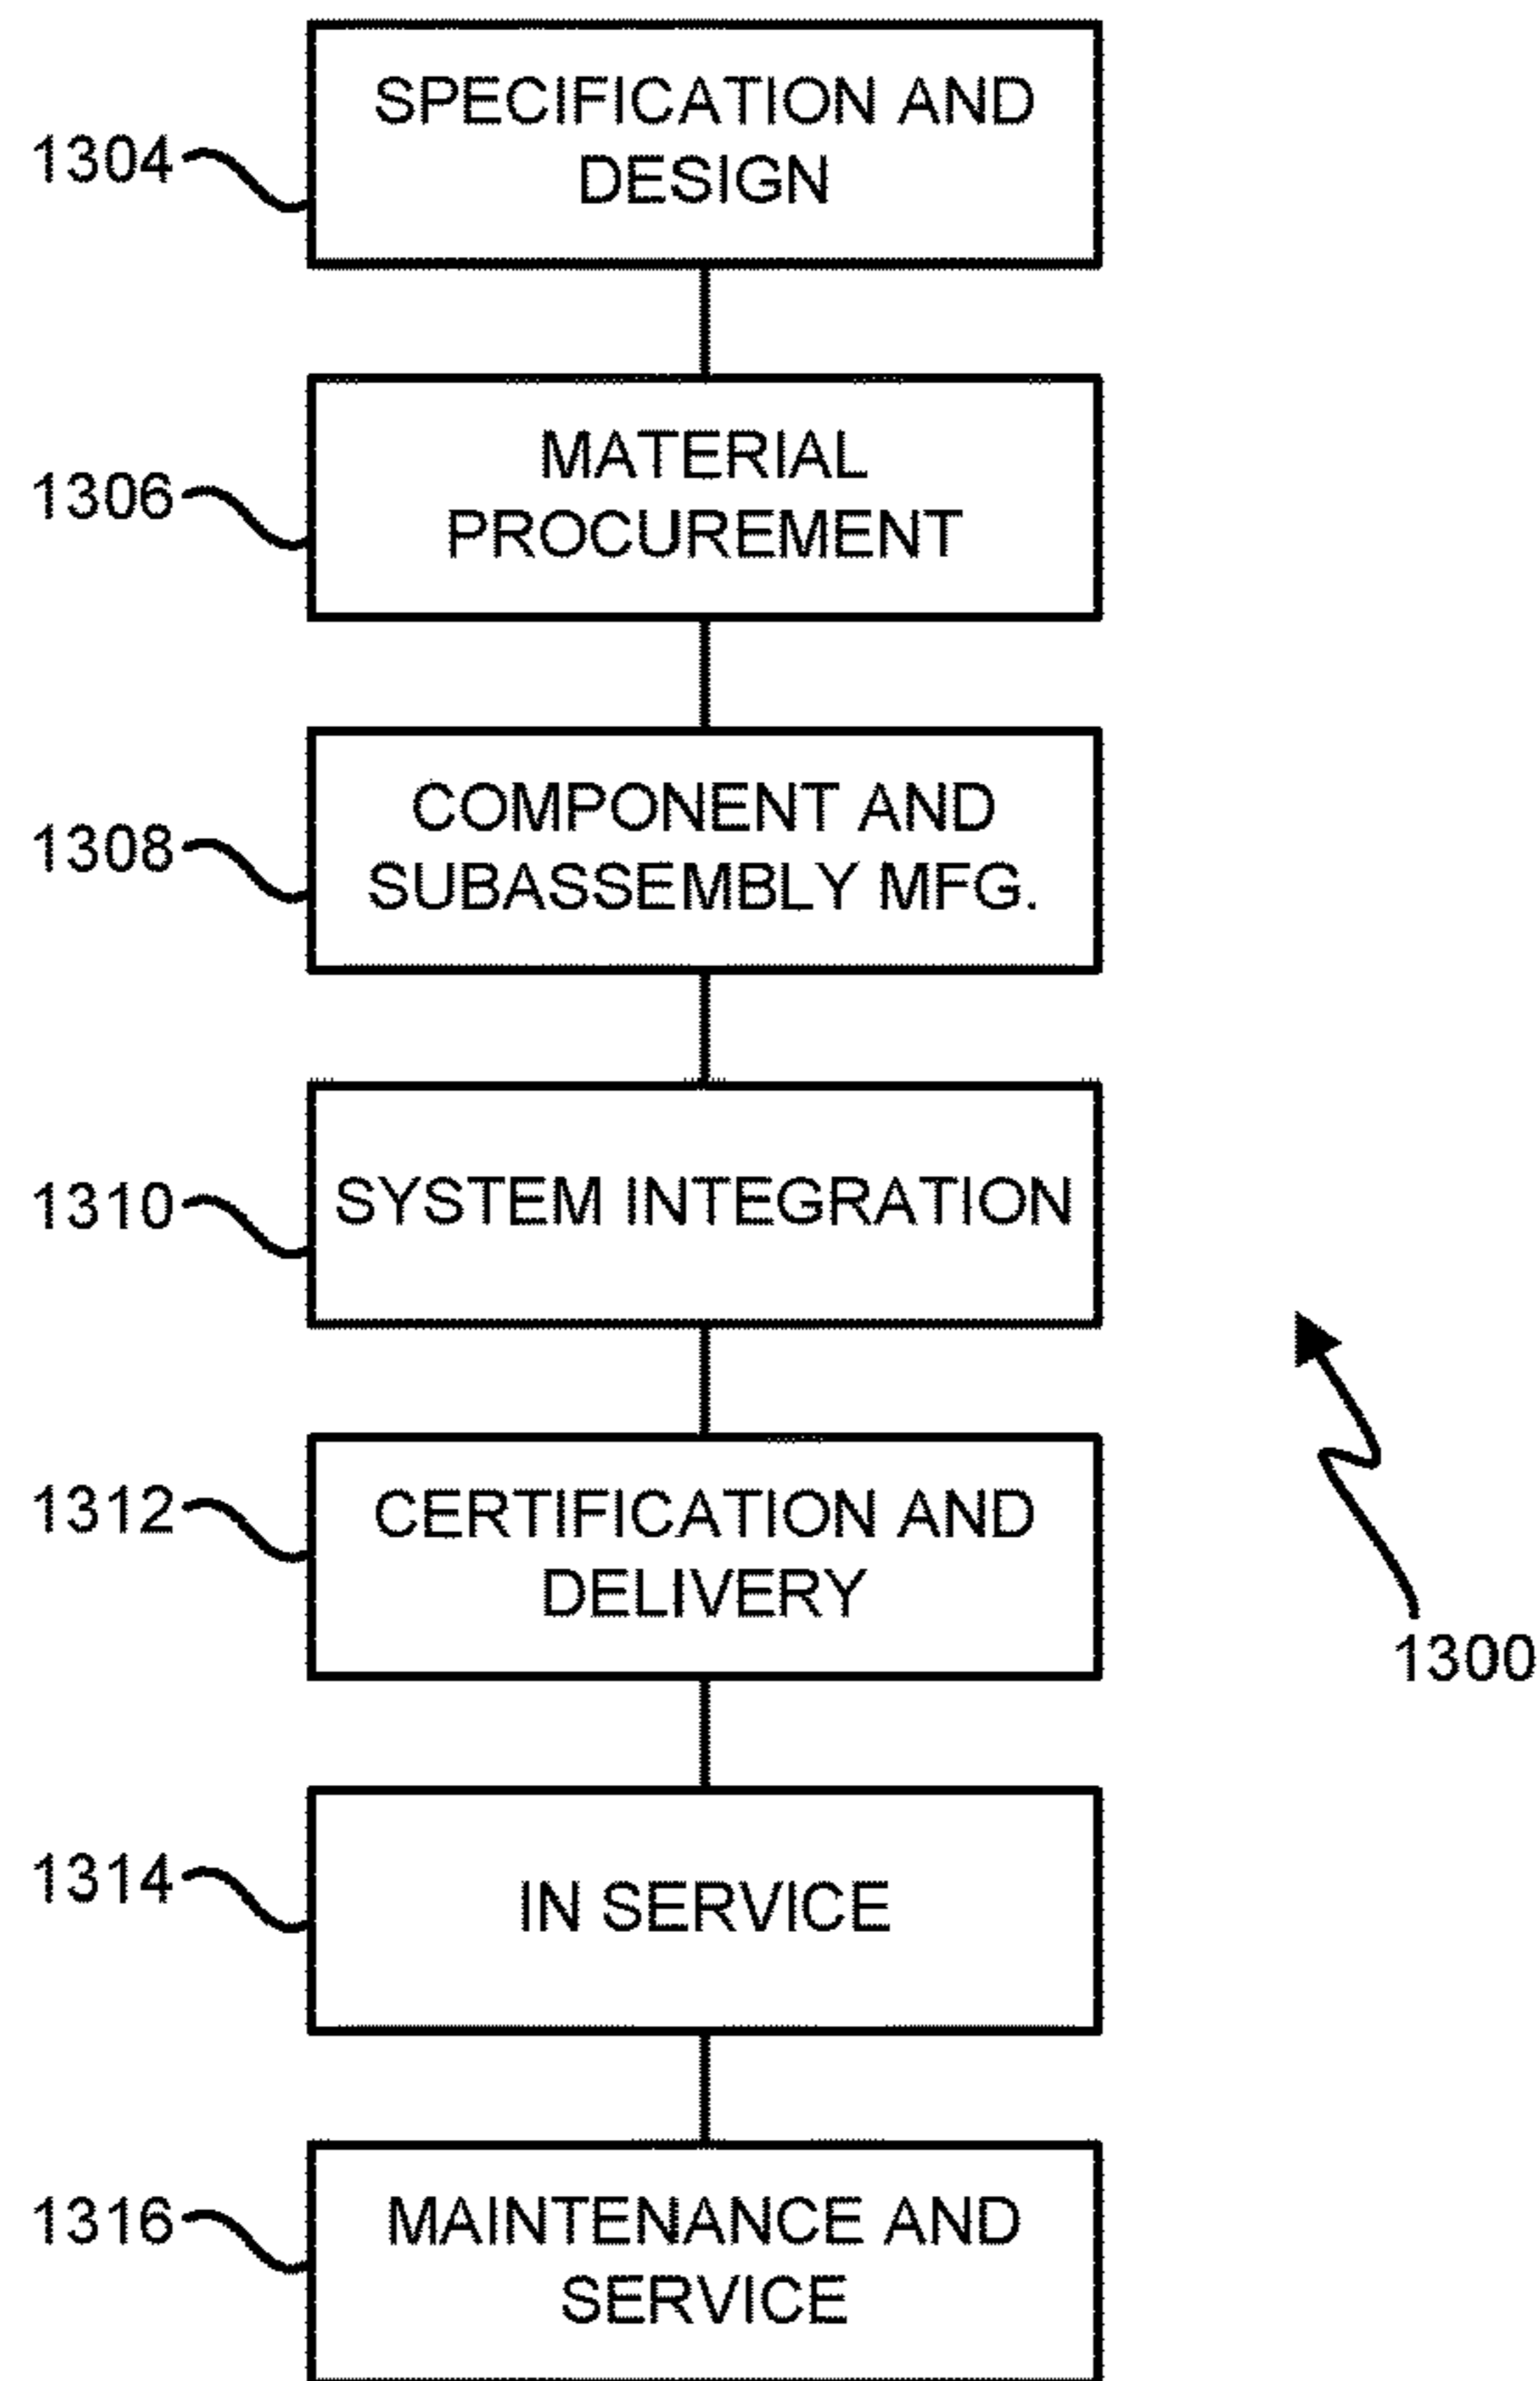 SPECIFICATION AND
DESIGN
1304
MATERIAL
PROCUREMENT
1306
COMPONENT AND
SUBASSEMBLY MFG.
1308
SYSTEM INTEGRATION
1310
CERTIFICATION AND
DELIVERY
1312
1300
IN SERVICE
1314
MAINTENANCE AND
SERVICE
1316